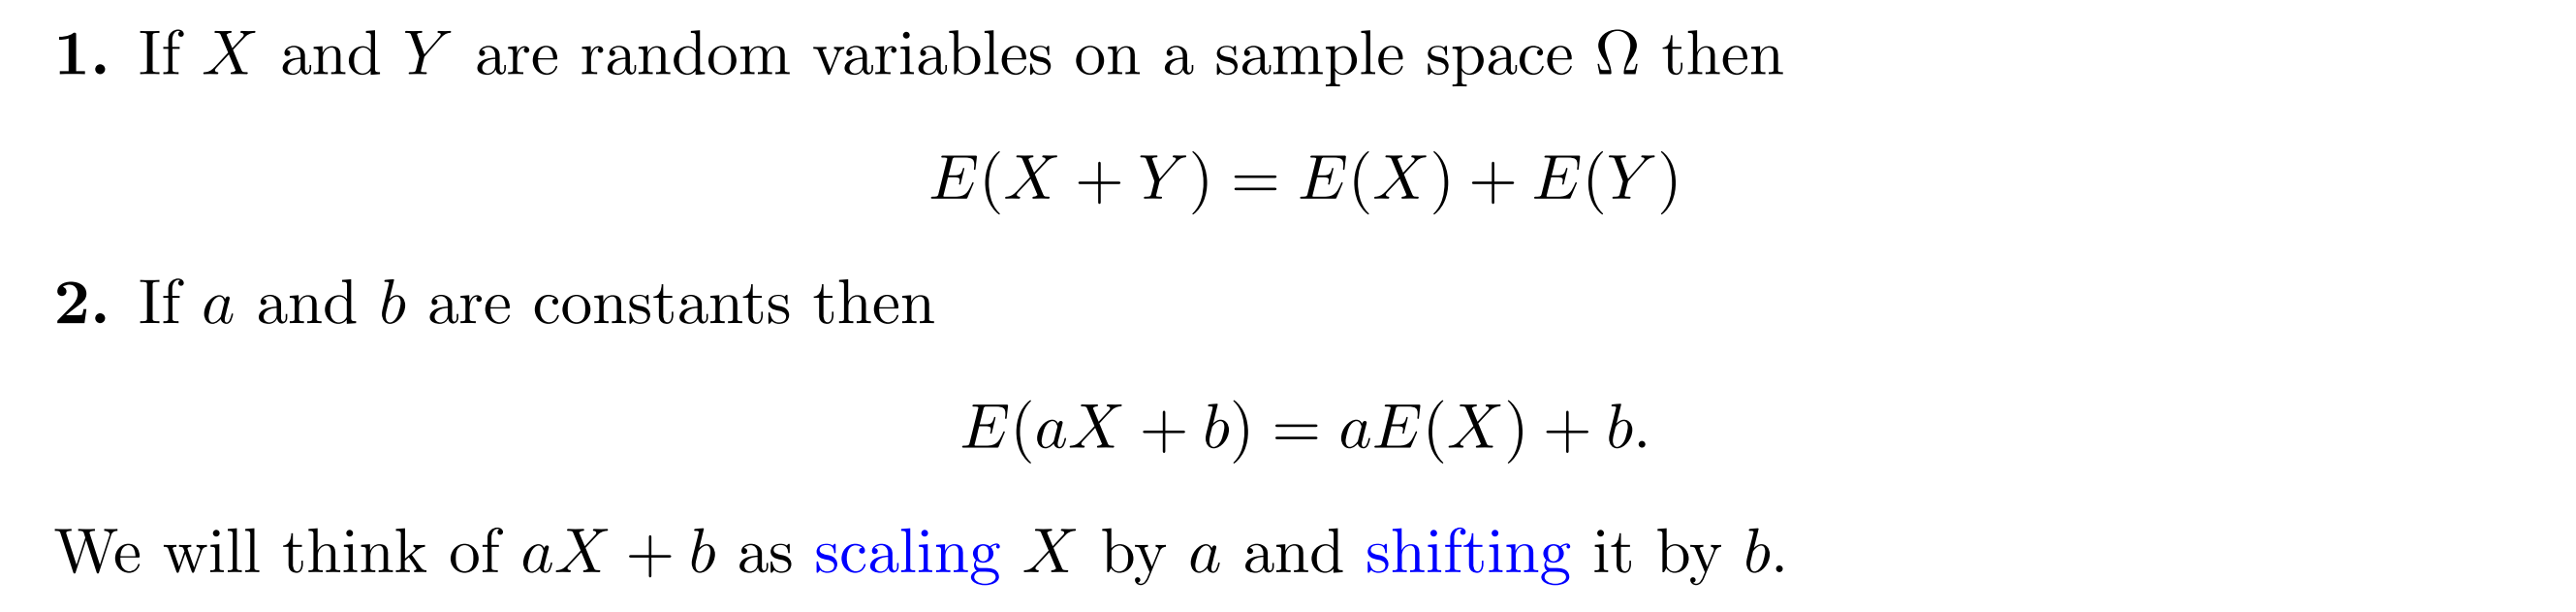 1. If X and Y are random variables on a sample space Ω then
E(X + Y) = E(X) + E(Y)
2. If a and b are constants then
E(aX + b) = aE(X) + b.
We will think of aX + b as scaling X by a and shifting it by b.